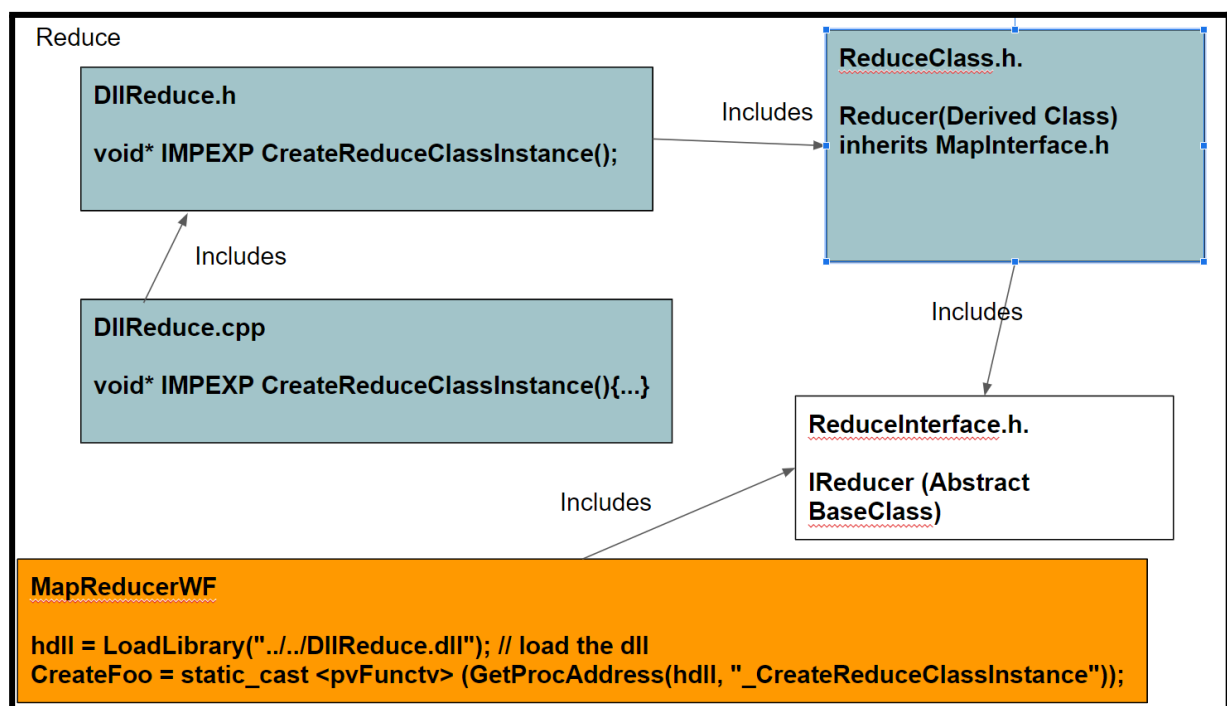 Reduce
DllReduce.h
void* IMPEXP CreateReduceClassInstance();
Includes
ReduceClass.h.
Reducer(Derived Class)
inherits MapInterface.h
Includes
DllReduce.cpp
void* IMPEXP CreateReduceClassInstance(){...}
Includes
ReduceInterface.h.
IReducer (Abstract
BaseClass)
Includes
MapReducerWF
hdll = LoadLibrary("../../DllReduce.dll"); // load the dll
CreateFoo = static_cast <pvFunctv> (GetProcAddress(hdll, "_CreateReduceClassInstance"));